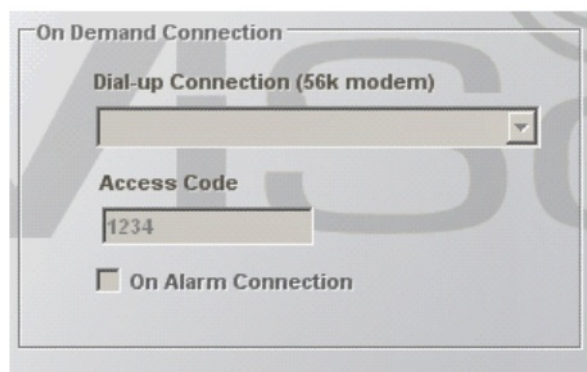 On Demand Connection
Dial-up Connection (56k modem)
Access Code
1234
On Alarm Connection